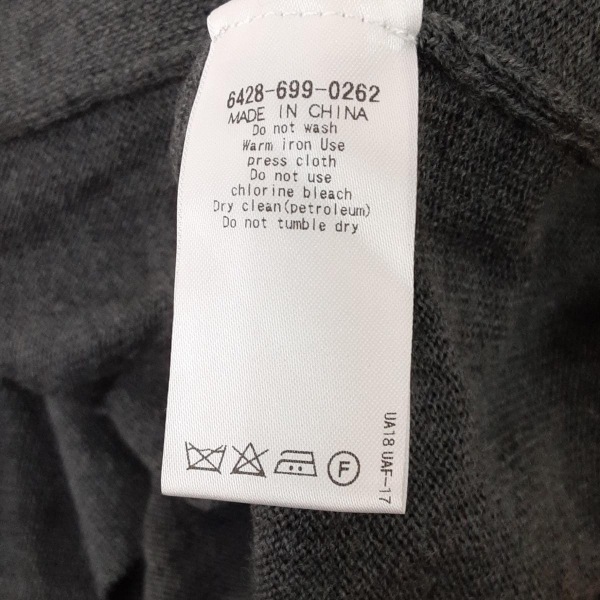 6428-699-0262
MADE IN CHINA
Do not wash
Warm iron Use
press cloth
Do not use
chlorine bleach
Dry clean(petroleum)
Do not tumble dry
F
UA18 UAF-17